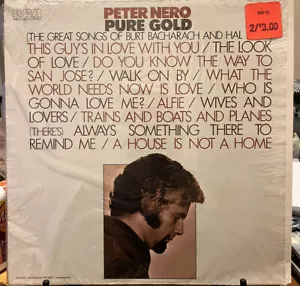 RCA
PETER NERO
PURE GOLD
(THE GREAT SONGS OF BURT BACHARACH AND HAL
THIS GUY'S IN LOVE WITH YOU / THE LOOK
OF LOVE / DO YOU KNOW THE WAY TO
SAN JOSE? / WALK ON BY / WHAT THE
WORLD NEEDS NOW IS LOVE / WHO IS
GONNA LOVE ME? / ALFIE / WIVES AND
LOVERS / TRAINS AND BOATS AND PLANES
(THERE'S) ALWAYS SOMETHING THERE TO
REMIND ME / A HOUSE IS NOT A HOME
2/$3.00